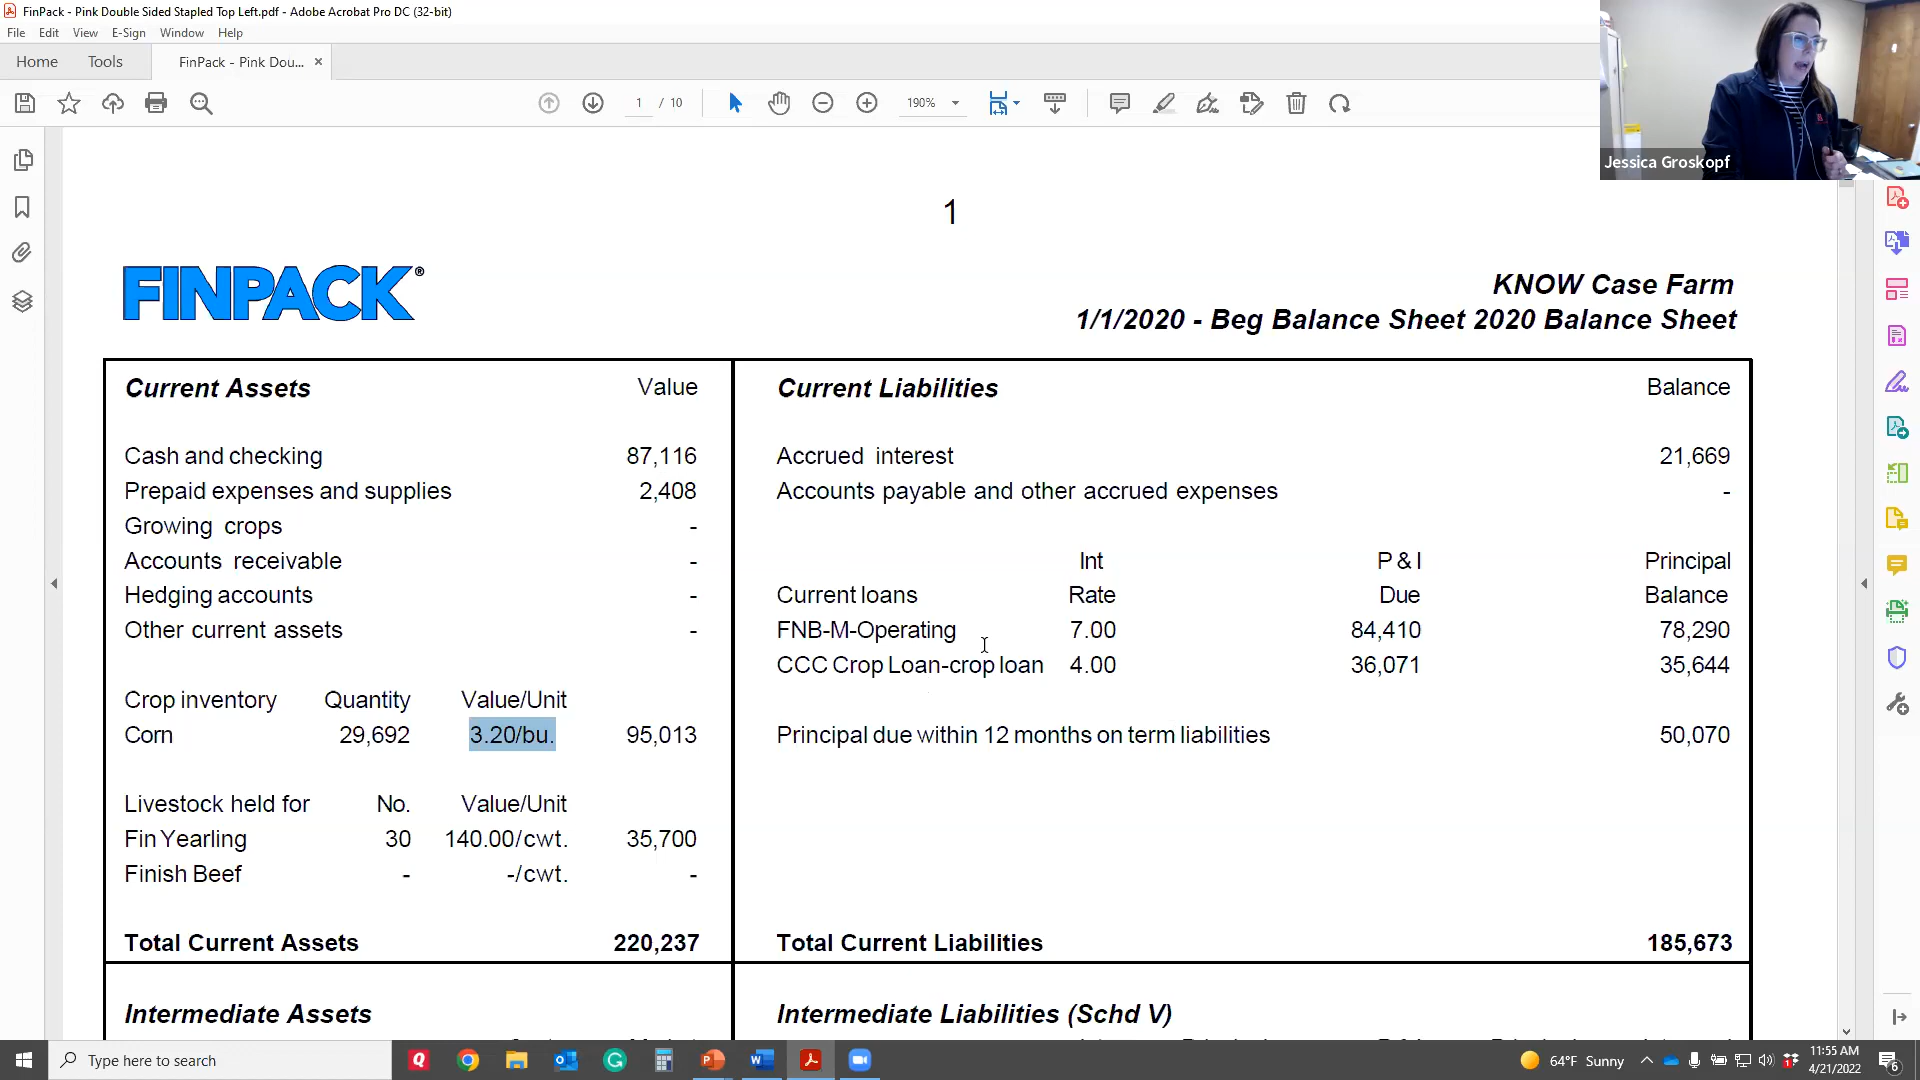 FinPack - Pink Double Sided Stapled Top Left.pdf - Adobe Acrobat Pro DC (32-bit)
File Edit View E-Sign Window Help
Home Tools FinPack - Pink Dou... ×
1 / 10 190%
Jessica Groskopf
1
FINPACK®
KNOW Case Farm
1/1/2020 - Beg Balance Sheet 2020 Balance Sheet
Current Assets Value
Cash and checking 87,116
Prepaid expenses and supplies 2,408
Growing crops -
Accounts receivable -
Hedging accounts -
Other current assets -
Crop inventory Quantity Value/Unit
Corn 29,692 3.20/bu. 95,013
Livestock held for No. Value/Unit
Fin Yearling 30 140.00/cwt. 35,700
Finish Beef - -/cwt. -
Total Current Assets 220,237
Intermediate Assets
Current Liabilities Balance
Accrued interest 21,669
Accounts payable and other accrued expenses -
Int P & I Principal
Current loans Rate Due Balance
FNB-M-Operating 7.00 84,410 78,290
CCC Crop Loan-crop loan 4.00 36,071 35,644
Principal due within 12 months on term liabilities 50,070
Total Current Liabilities 185,673
Intermediate Liabilities (Schd V)
Type here to search
64°F Sunny
11:55 AM
4/21/2022
6